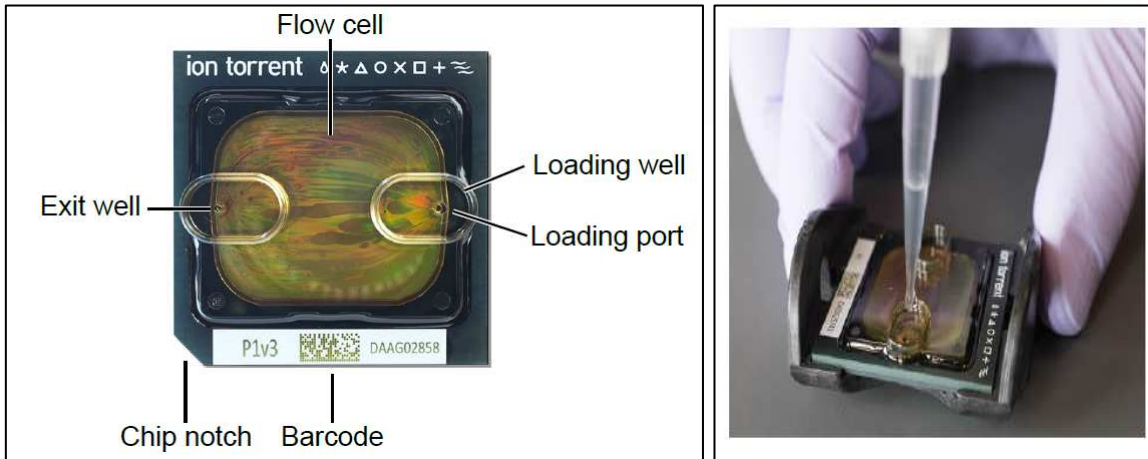 Flow cell
ion torrent
Loading well
Exit well
Loading port
P1v3
DAAG02858
Chip notch
Barcode
ion torrent